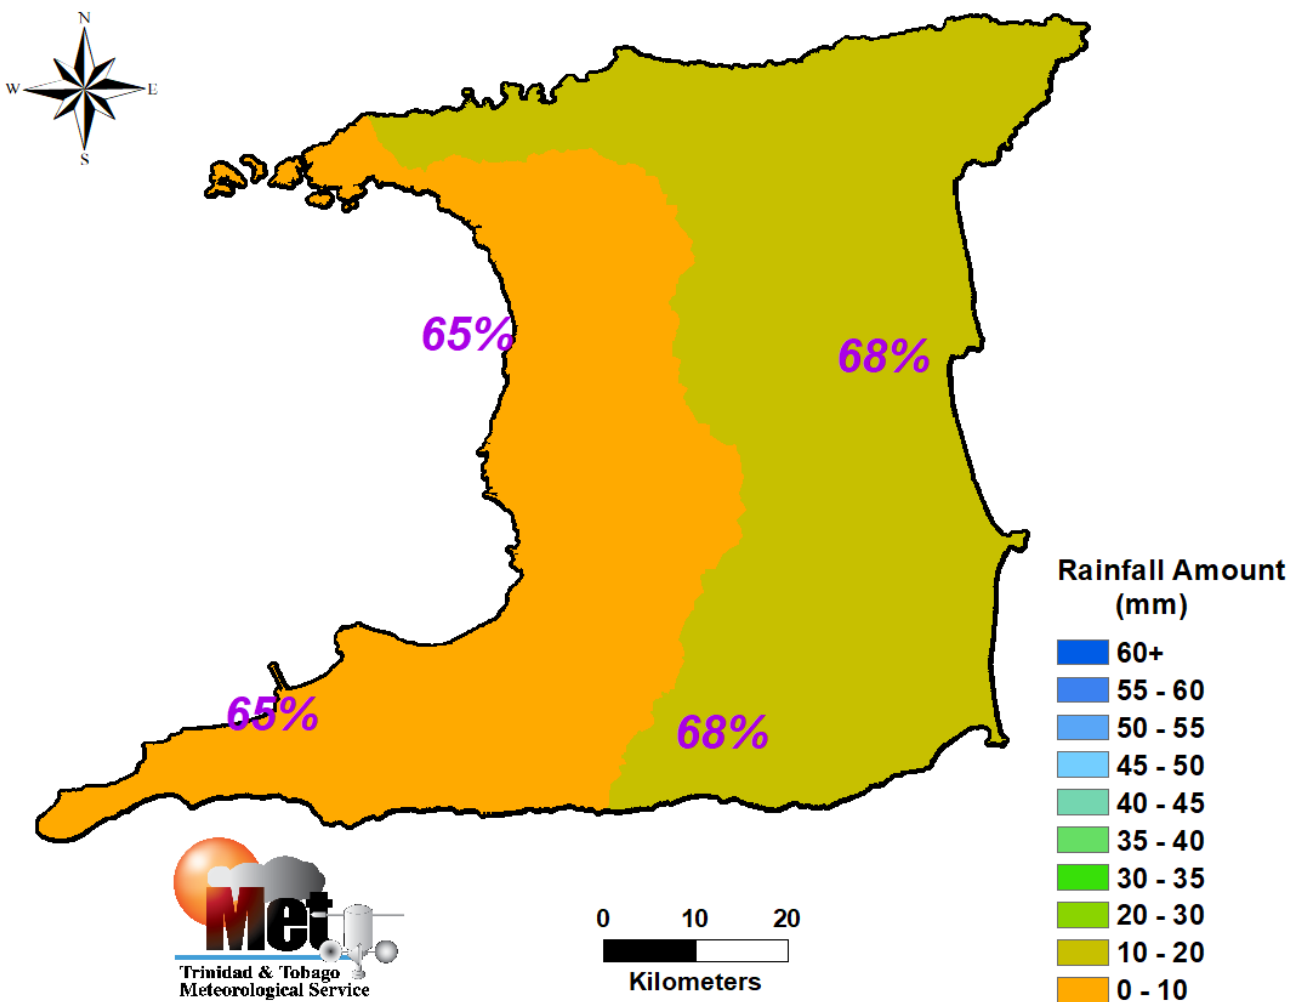 N
W E
S
65%
68%
65%
68%
Rainfall Amount
(mm)
60+
55 - 60
50 - 55
45 - 50
40 - 45
35 - 40
30 - 35
20 - 30
10 - 20
0 - 10
0 10 20
Kilometers
Met
Trinidad & Tobago
Meteorological Service